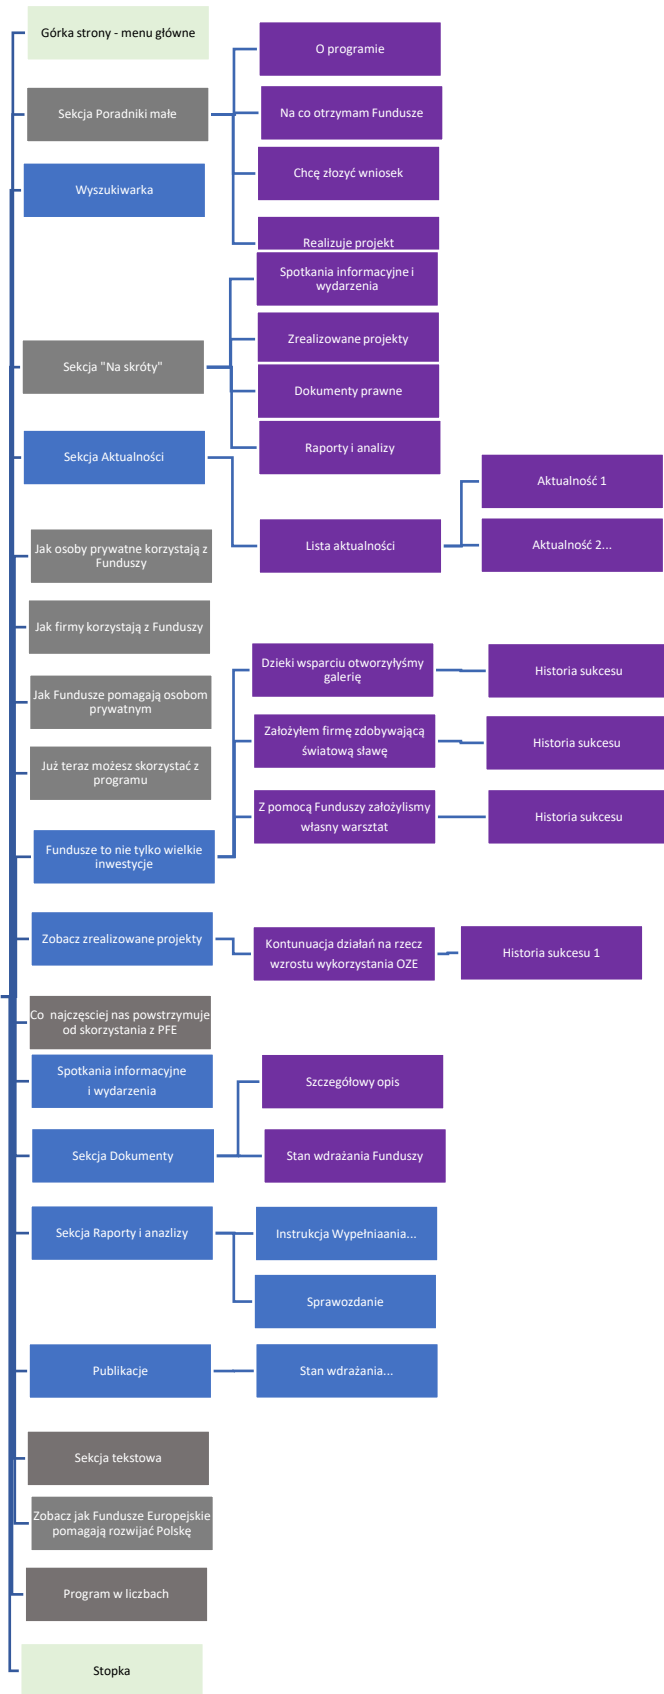 Górka strony - menu główne
O programie
Sekcja Poradniki małe
Na co otrzymam Fundusze
Chcę złozyć wniosek
Wyszukiwarka
Realizuje projekt
Spotkania informacyjne i
wydarzenia
Zrealizowane projekty
Sekcja "Na skróty"
Dokumenty prawne
Raporty i analizy
Sekcja Aktualności
Aktualność 1
Lista aktualności
Aktualność 2...
Jak osoby prywatne korzystają z
Funduszy
Jak firmy korzystają z Funduszy
Dzieki wsparciu otworzyłyśmy
galerię
Historia sukcesu
Jak Fundusze pomagają osobom
prywatnym
Założyłem firmę zdobywającą
światową sławę
Historia sukcesu
Już teraz możesz skorzystać z
programu
Z pomocą Funduszy założylismy
własny warsztat
Historia sukcesu
Fundusze to nie tylko wielkie
inwestycje
Zobacz zrealizowane projekty
Kontunuacja działań na rzecz
wzrostu wykorzystania OZE
Historia sukcesu 1
Co  najczęsciej nas powstrzymuje
od skorzystania z PFE
Spotkania informacyjne
i wydarzenia
Szczegółowy opis
Sekcja Dokumenty
Stan wdrażania Funduszy
Sekcja Raporty i anazlizy
Instrukcja Wypełniaania...
Sprawozdanie
Publikacje
Stan wdrażania...
Sekcja tekstowa
Zobacz jak Fundusze Europejskie
pomagają rozwijać Polskę
Program w liczbach
Stopka